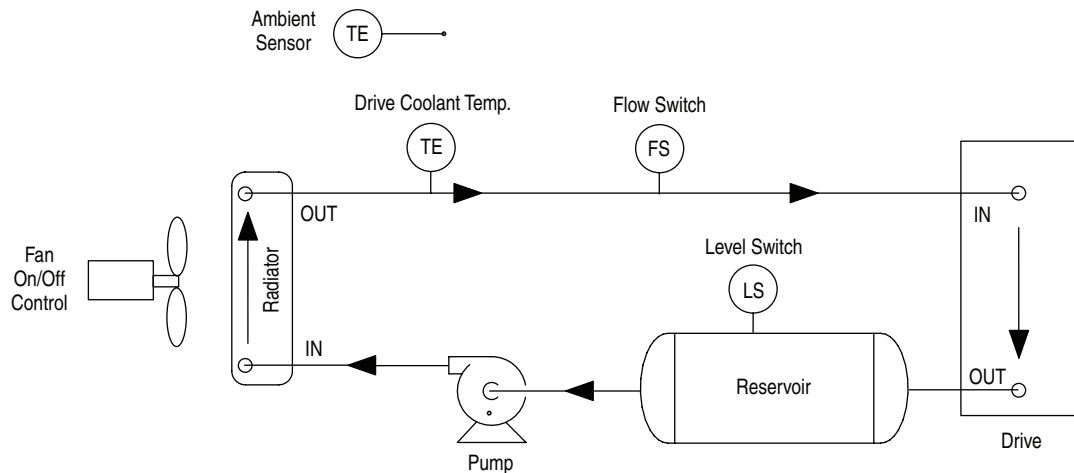 Ambient
Sensor
TE
Drive Coolant Temp.
Flow Switch
TE
FS
OUT
IN
Fan
On/Off
Control
Radiator
Level Switch
LS
IN
Reservoir
OUT
Pump
Drive